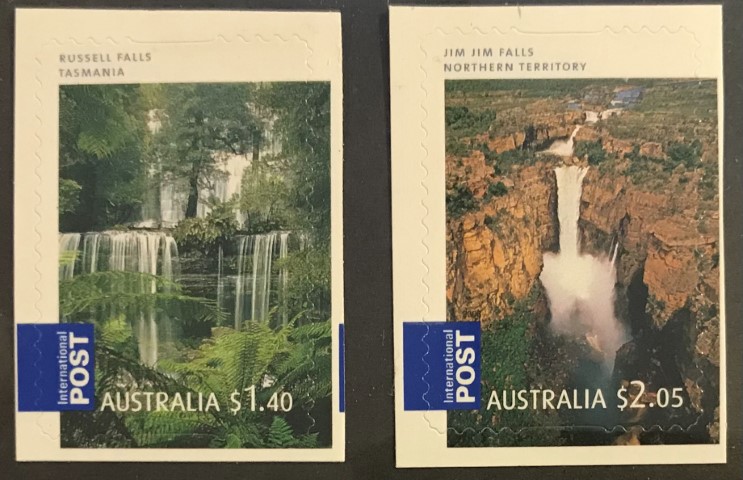 RUSSELL FALLS
TASMANIA
International
POST
AUSTRALIA $1.40
JIM JIM FALLS
NORTHERN TERRITORY
International
POST
AUSTRALIA $2.05